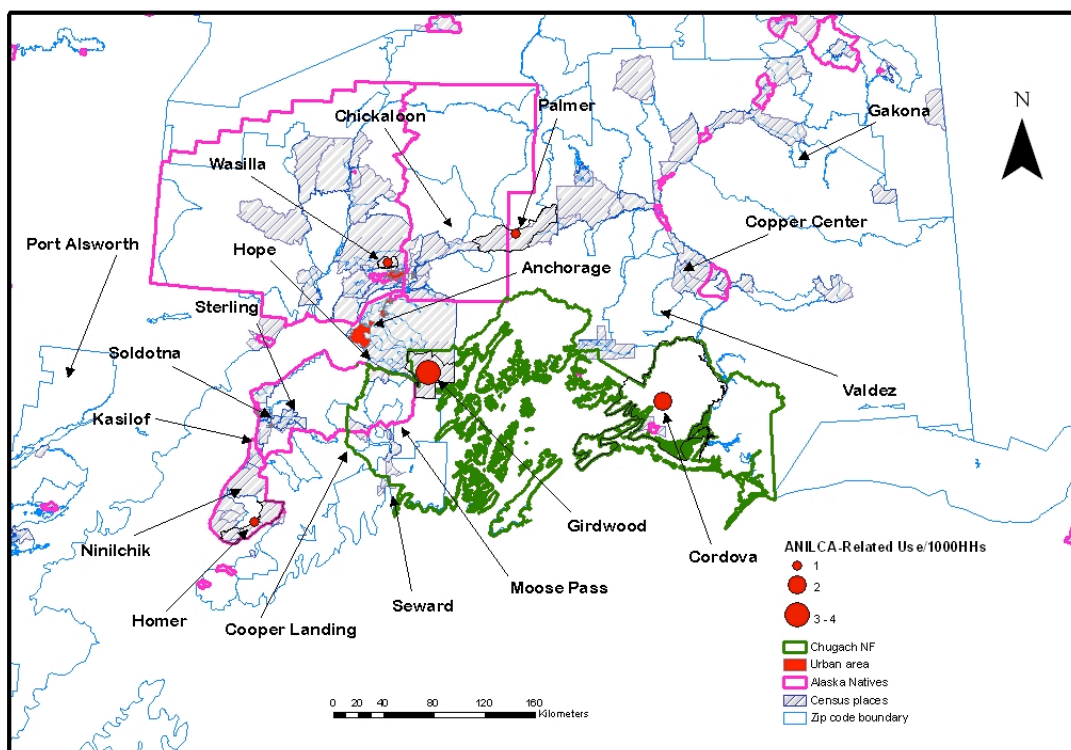 Palmer
Chickaloon
Gakona
N
Wasilla
Copper Center
Port Alsworth
Hope
Anchorage
Sterling
Soldotna
Valdez
Kasilof
Girdwood
Ninilchik
Cordova
Moose Pass
Seward
Homer
Cooper Landing
ANILCA-Related Use/1000HHs
1
2
3 - 4
Chugach NF
Urban area
Alaska Natives
Census places
Zip code boundary
0 20 40 80 120 160
Kilometers